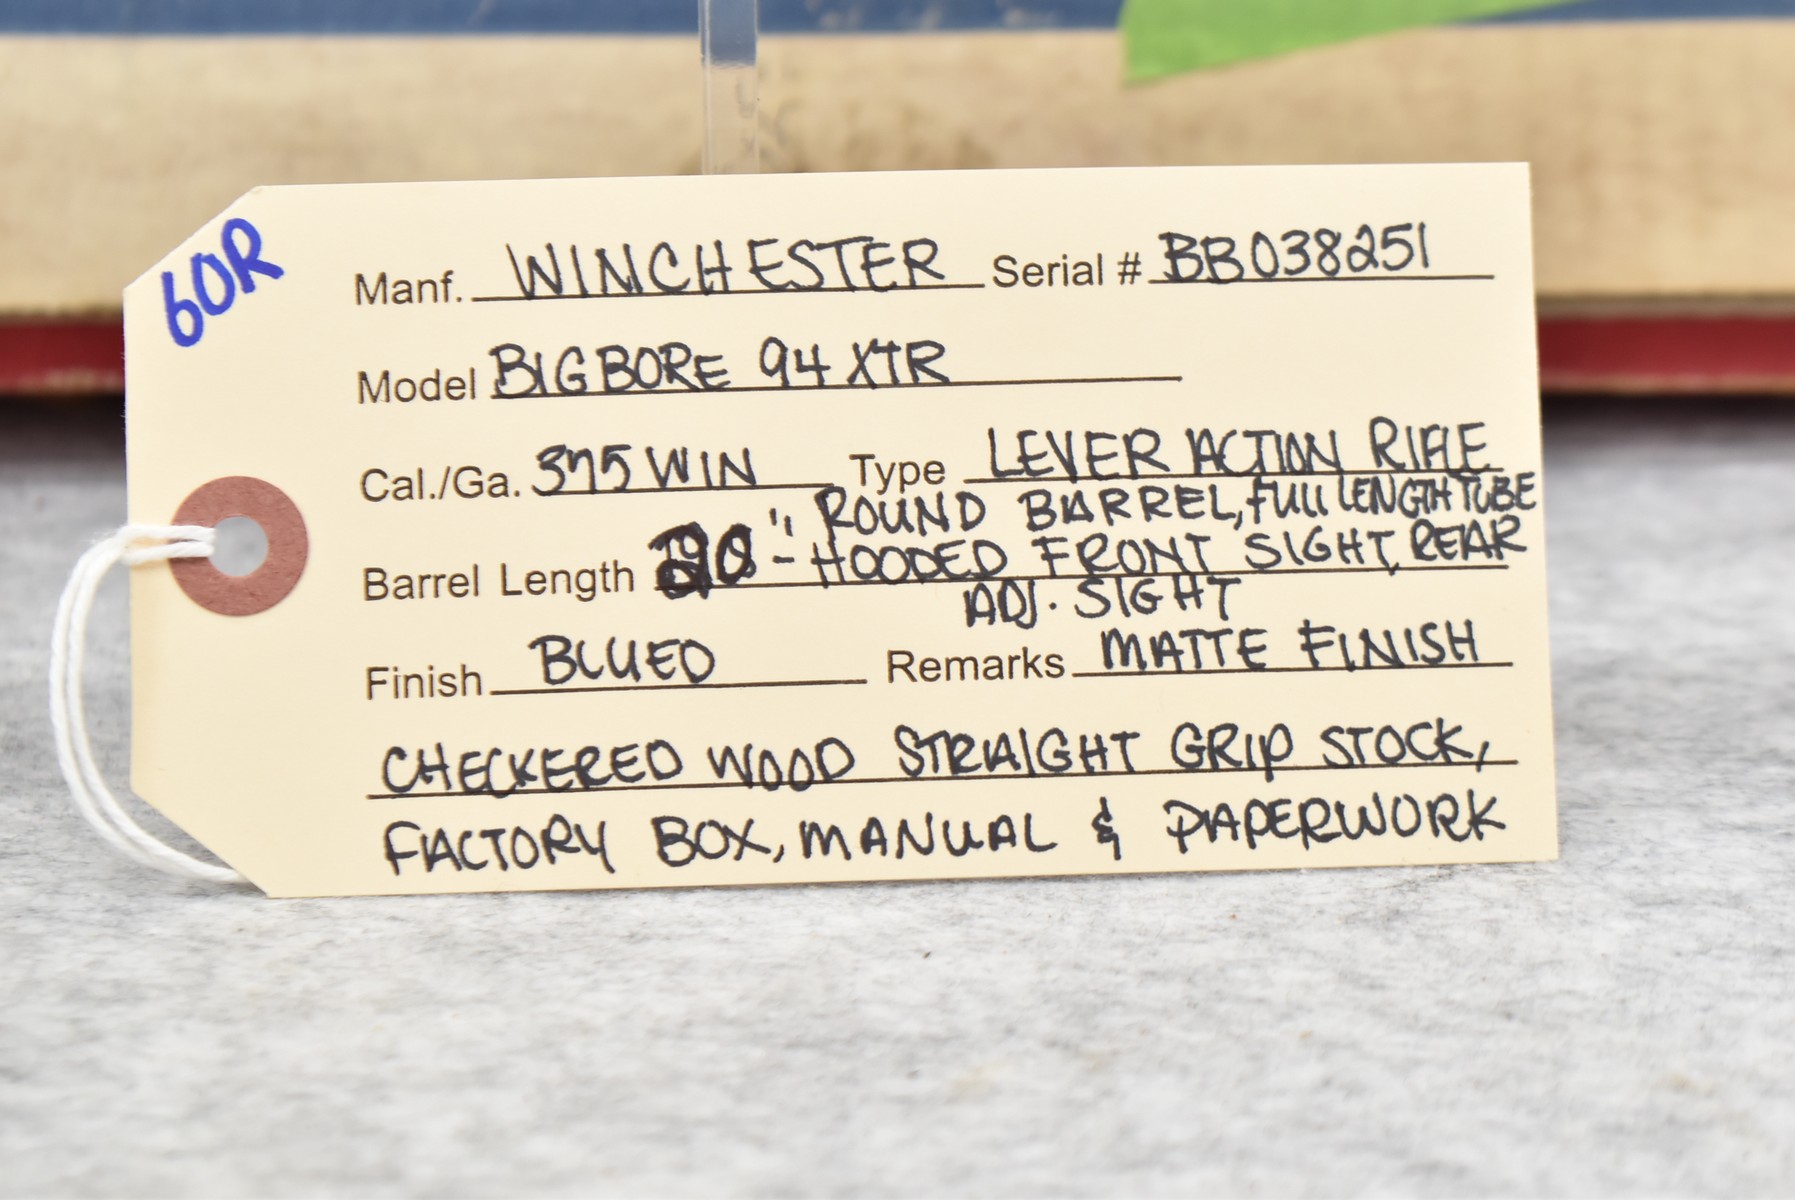 60R
Manf. WINCHESTER Serial # BB038251
Model BIG BORE 94 XTR
Cal./Ga. 375 WIN Type LEVER ACTION RIFLE
ROUND BARREL, FULL LENGTH TUBE
Barrel Length 20" - HOODED FRONT SIGHT, REAR
ADJ. SIGHT
Finish BLUED Remarks MATTE FINISH
CHECKERED WOOD STRAIGHT GRIP STOCK,
FACTORY BOX, MANUAL & PAPERWORK